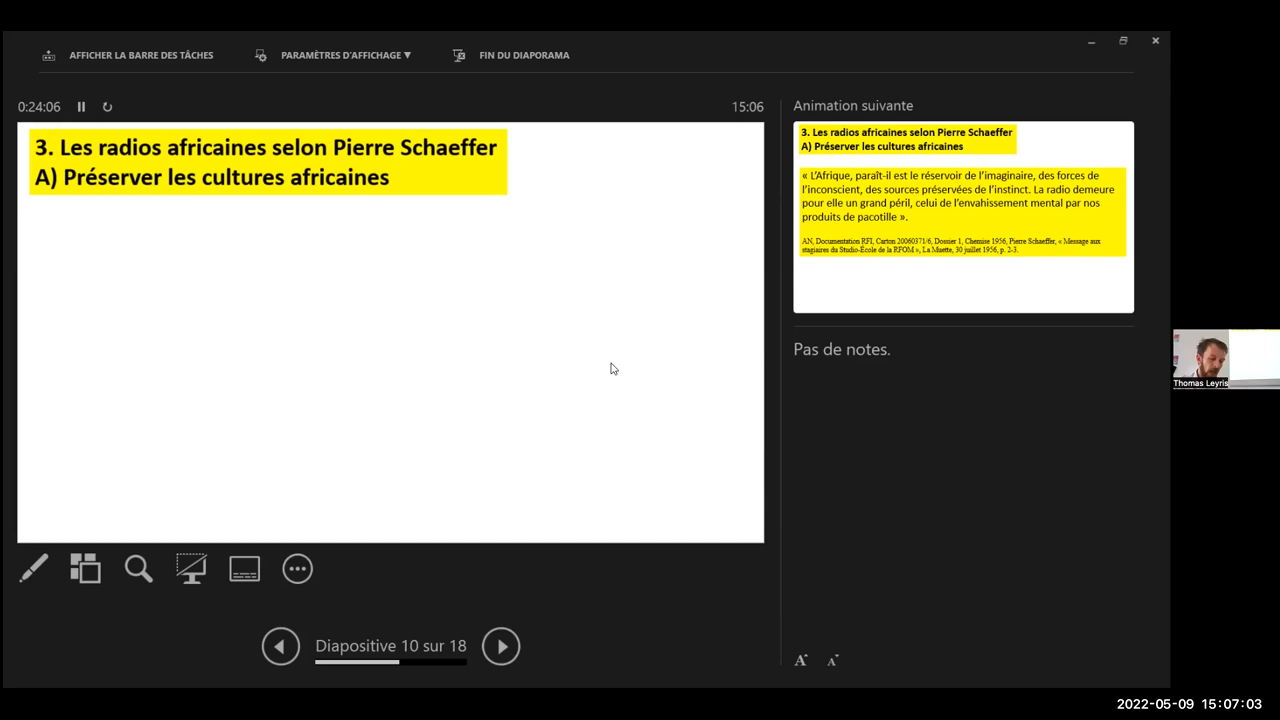 AFFICHER LA BARRE DES TÂCHES
PARAMÈTRES D'AFFICHAGE ▼
FIN DU DIAPORAMA
0:24:06
15:06
3. Les radios africaines selon Pierre Schaeffer
A) Préserver les cultures africaines
Animation suivante
3. Les radios africaines selon Pierre Schaeffer
A) Préserver les cultures africaines
« L'Afrique, paraît-il est le réservoir de l'imaginaire, des forces de
l'inconscient, des sources préservées de l'instinct. La radio demeure
pour elle un grand péril, celui de l'envahissement mental par nos
produits de pacotille ».
AN, Documentation RFI, Carton 20060371/6, Dossier 1, Chemise 1956, Pierre Schaeffer, « Message aux
stagiaires du Studio-École de la RFOM », La Muette, 30 juillet 1956, p. 2-3.
Pas de notes.
Thomas Leyris
Diapositive 10 sur 18
A A
2022-05-09 15:07:03